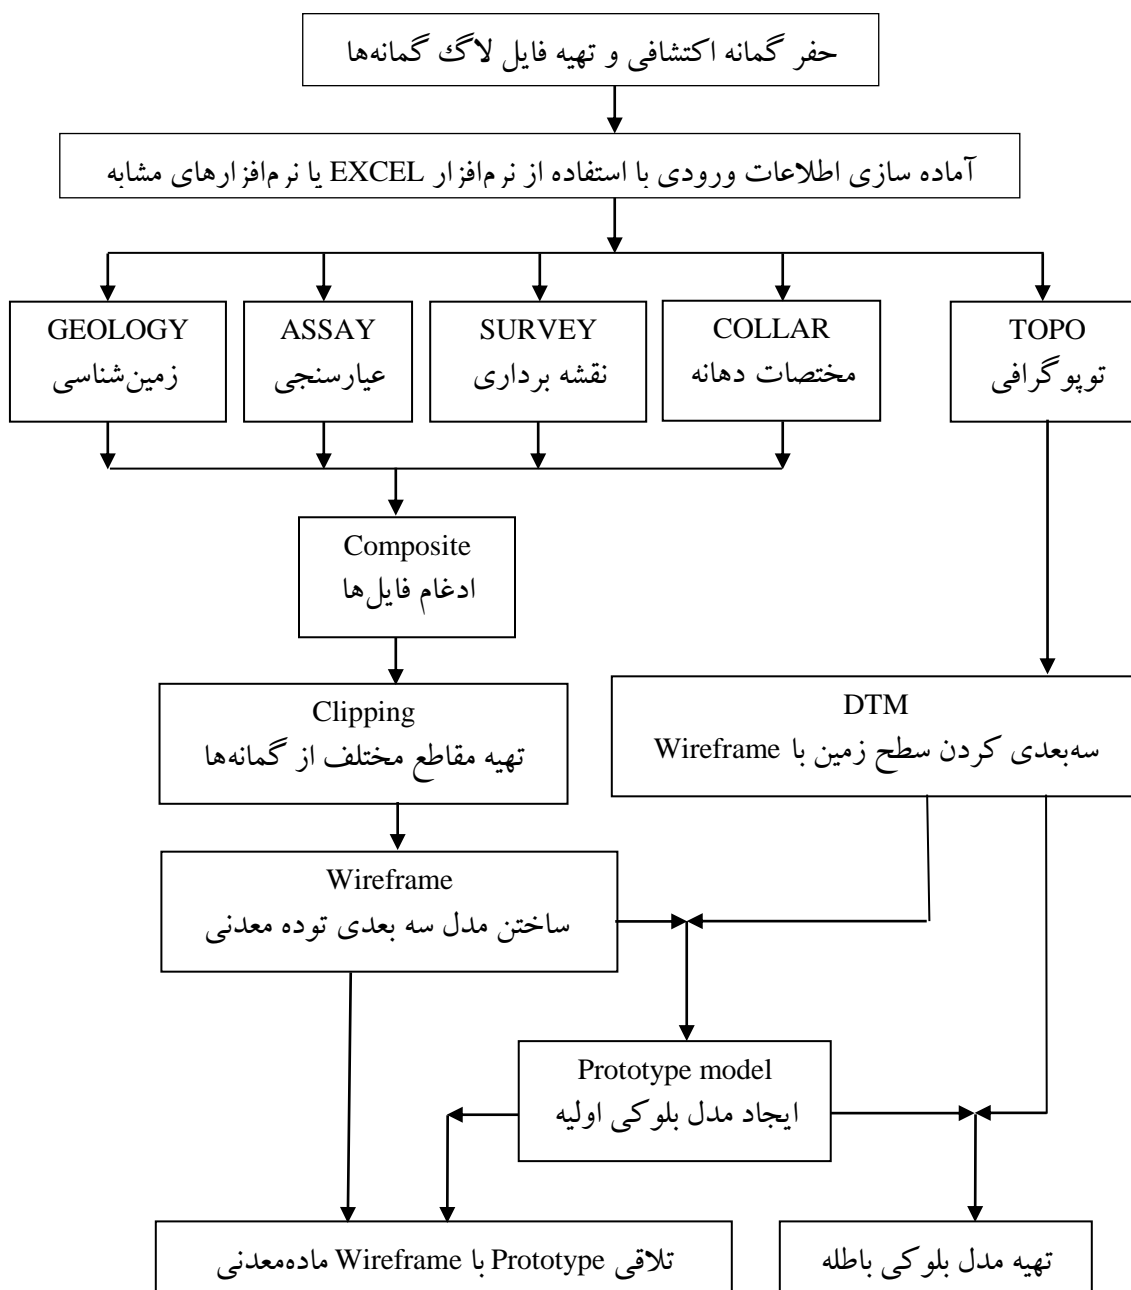 حفر گمانه اکتشافی و تهیه فایل لاگ گمانه‌ها
آماده سازی اطلاعات ورودی با استفاده از نرم‌افزار EXCEL یا نرم‌افزارهای مشابه
GEOLOGY
زمین‌شناسی
ASSAY
عیارسنجی
SURVEY
نقشه برداری
COLLAR
مختصات دهانه
TOPO
توپوگرافی
Composite
ادغام فایل‌ها
Clipping
تهیه مقاطع مختلف از گمانه‌ها
DTM
سه‌بعدی کردن سطح زمین با Wireframe
Wireframe
ساختن مدل سه بعدی توده معدنی
Prototype model
ایجاد مدل بلوکی اولیه
تلاقی Prototype با Wireframe ماده‌معدنی
تهیه مدل بلوکی باطله